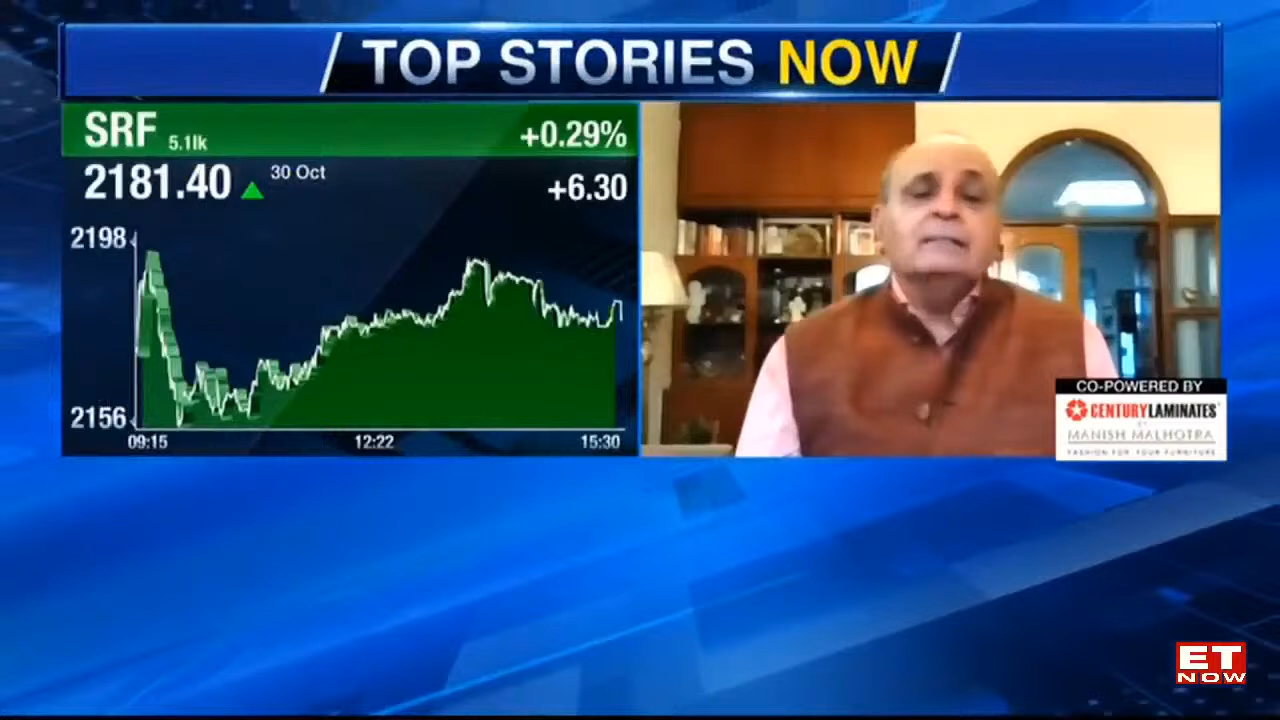 TOP STORIES NOW
SRF 5.1lk +0.29%
2181.40 30 Oct +6.30
2198
2156
09:15 12:22 15:30
CO-POWERED BY
CENTURYLAMINATES
BY
MANISH MALHOTRA
FASHION FOR YOUR FURNITURE
ET
NOW